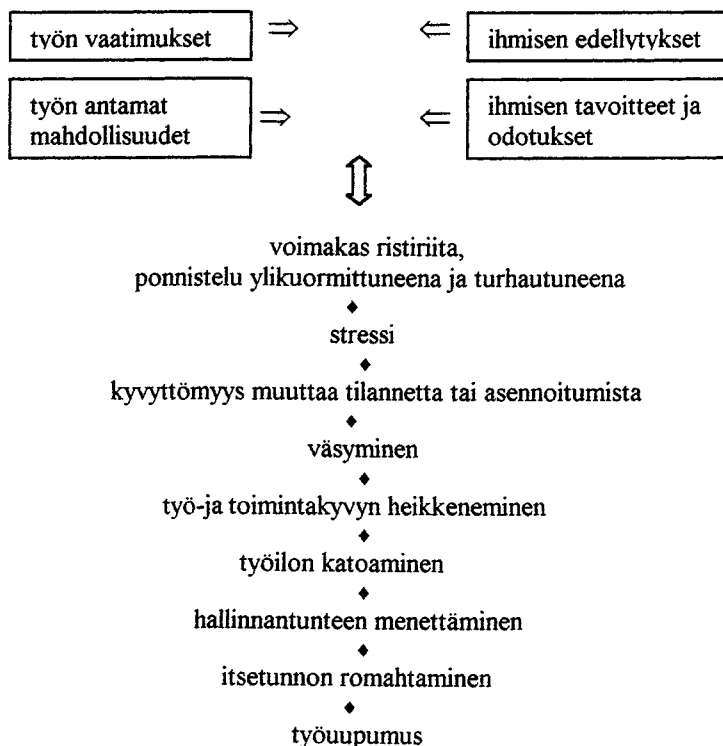 työn vaatimukset ⇒ ⇐ ihmisen edellytykset
työn antamat ⇒ ⇐ ihmisen tavoitteet ja
mahdollisuudet odotukset
⇕
voimakas ristiriita,
ponnistelu ylikuormittuneena ja turhautuneena
♦
stressi
♦
kyvyttömyys muuttaa tilannetta tai asennoitumista
♦
väsyminen
♦
työ-ja toimintakyvyn heikkeneminen
♦
työilon katoaminen
♦
hallinnantunteen menettäminen
♦
itsetunnon romahtaminen
♦
työuupumus